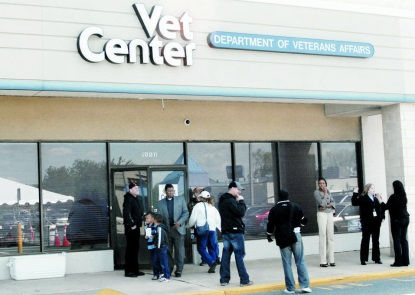 Vet
Center
DEPARTMENT OF VETERANS AFFAIRS